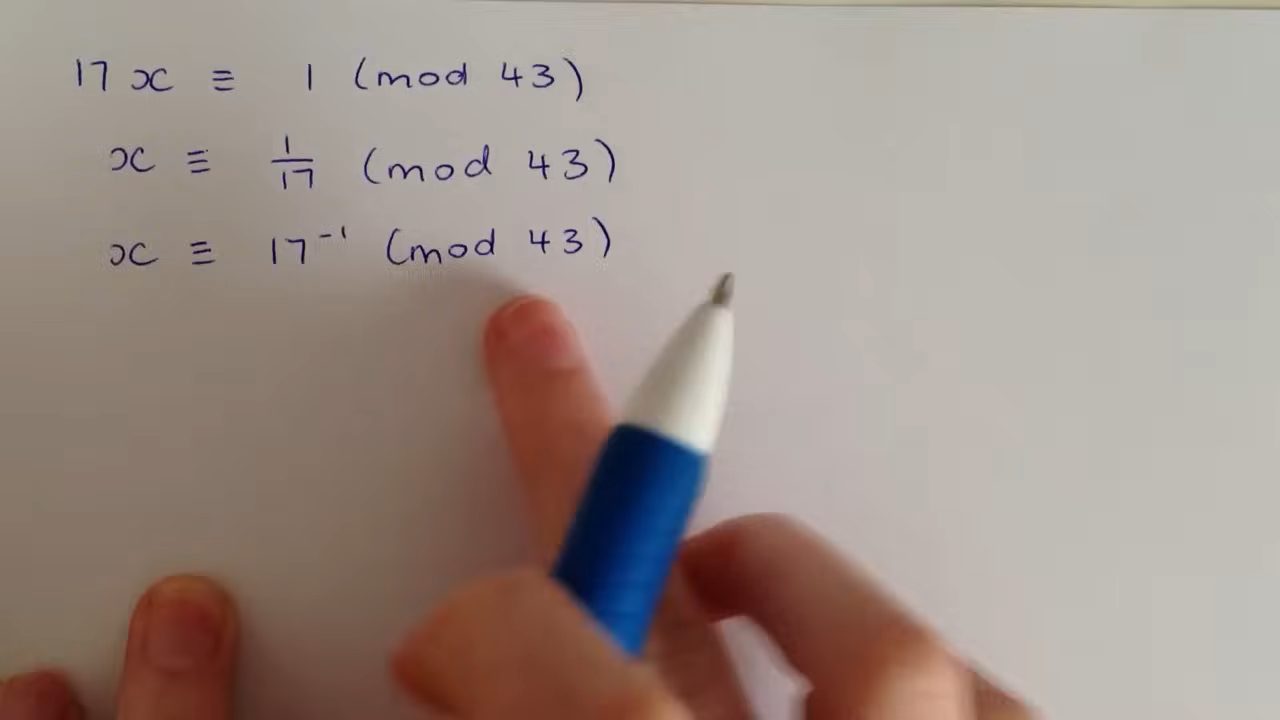 17x ≡ 1 (mod 43)
x ≡ 1/17 (mod 43)
x ≡ 17⁻¹ (mod 43)